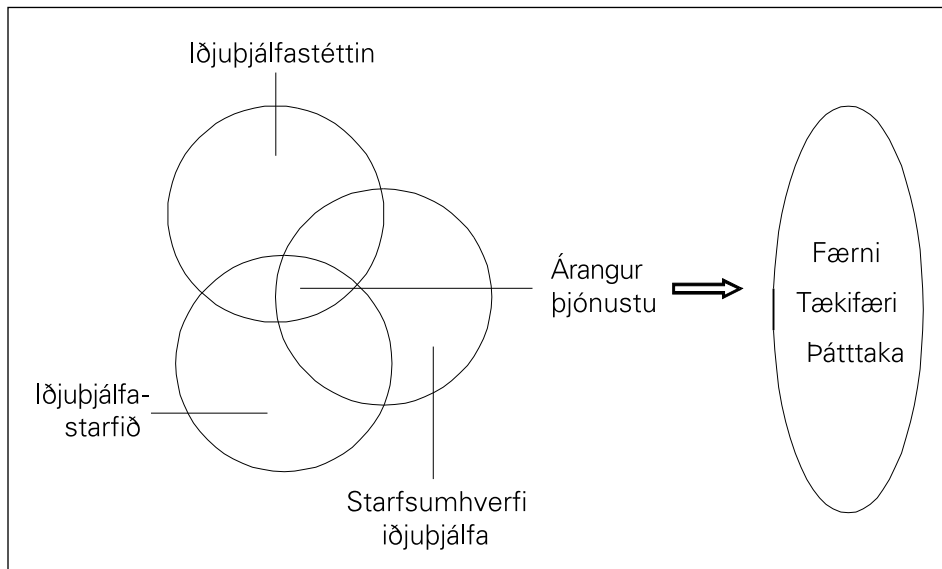 Iðjuþjálfastéttin
Árangur
þjónustu
Iðjuþjálfa-
starfið
Starfsumhverfi
iðjuþjálfa
Færni
Tækifæri
Þátttaka